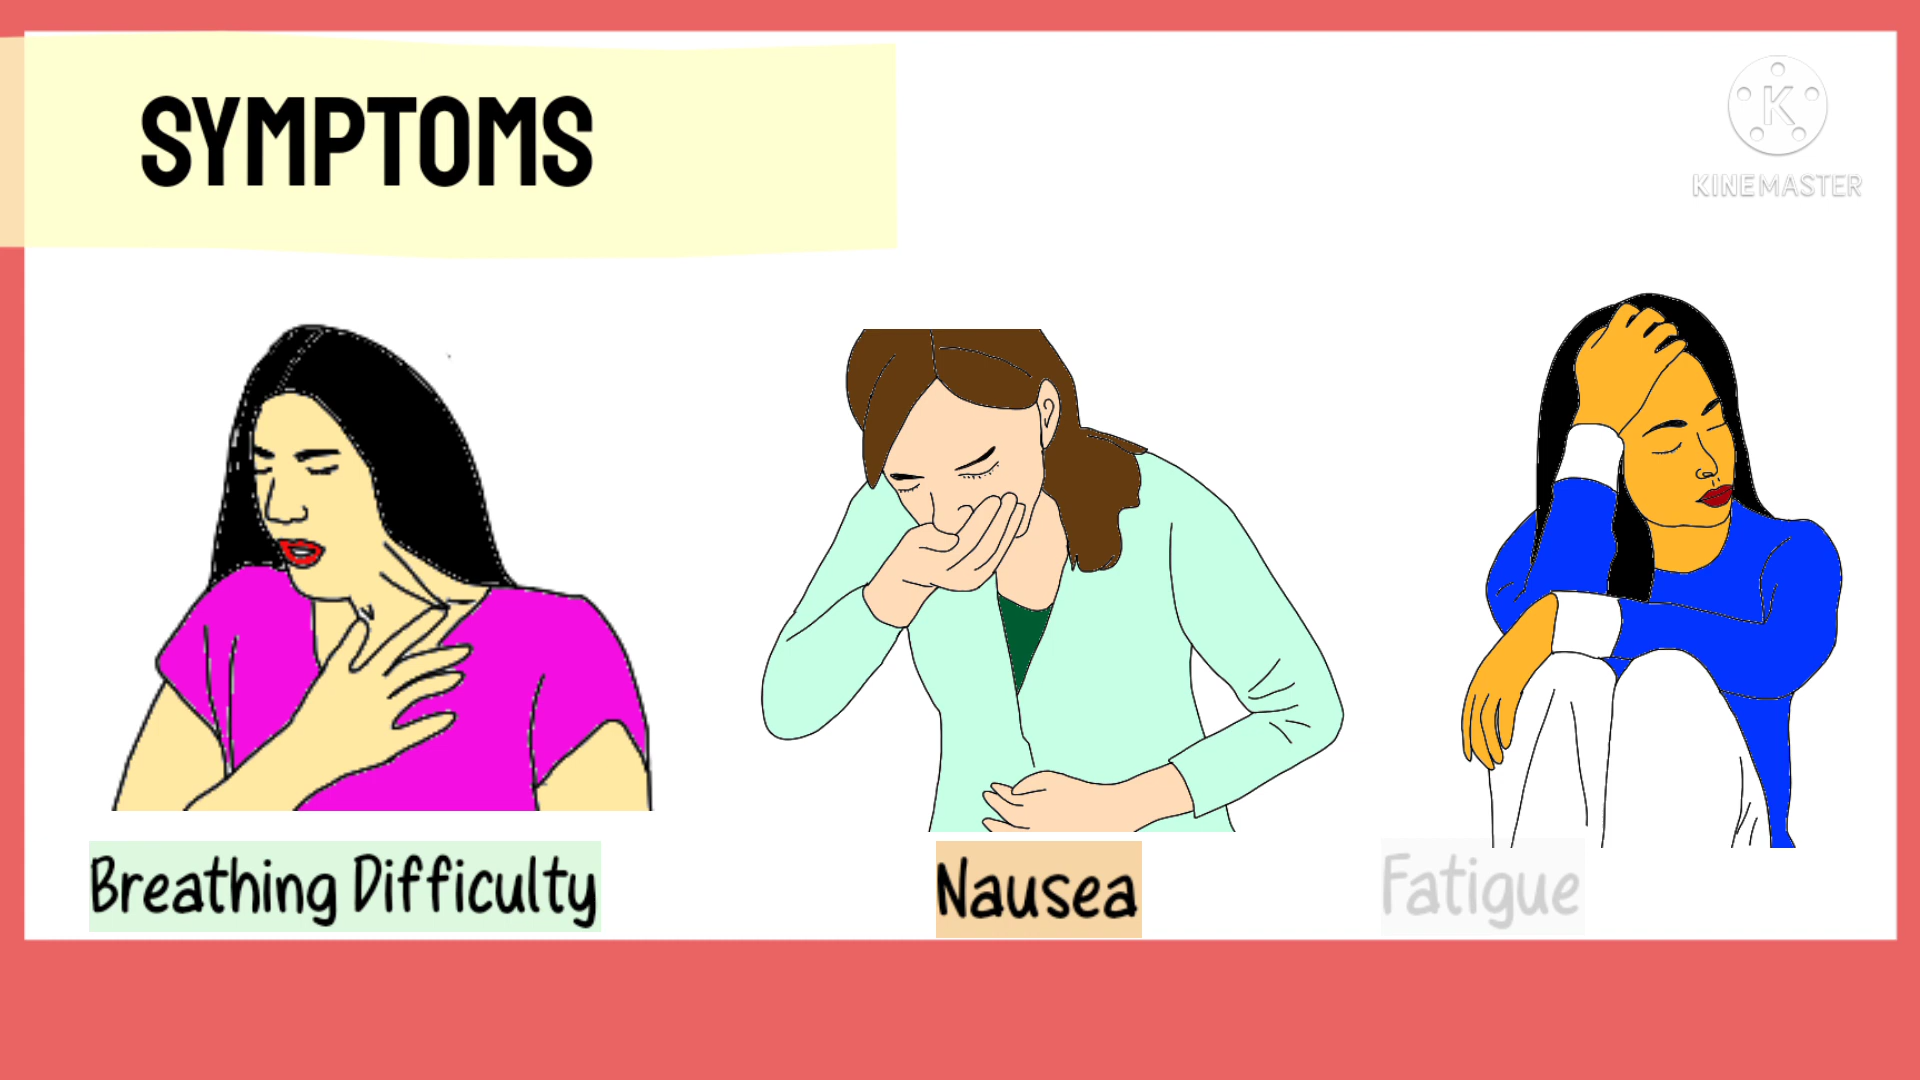 SYMPTOMS
K
KINEMASTER
Breathing Difficulty
Nausea
Fatigue